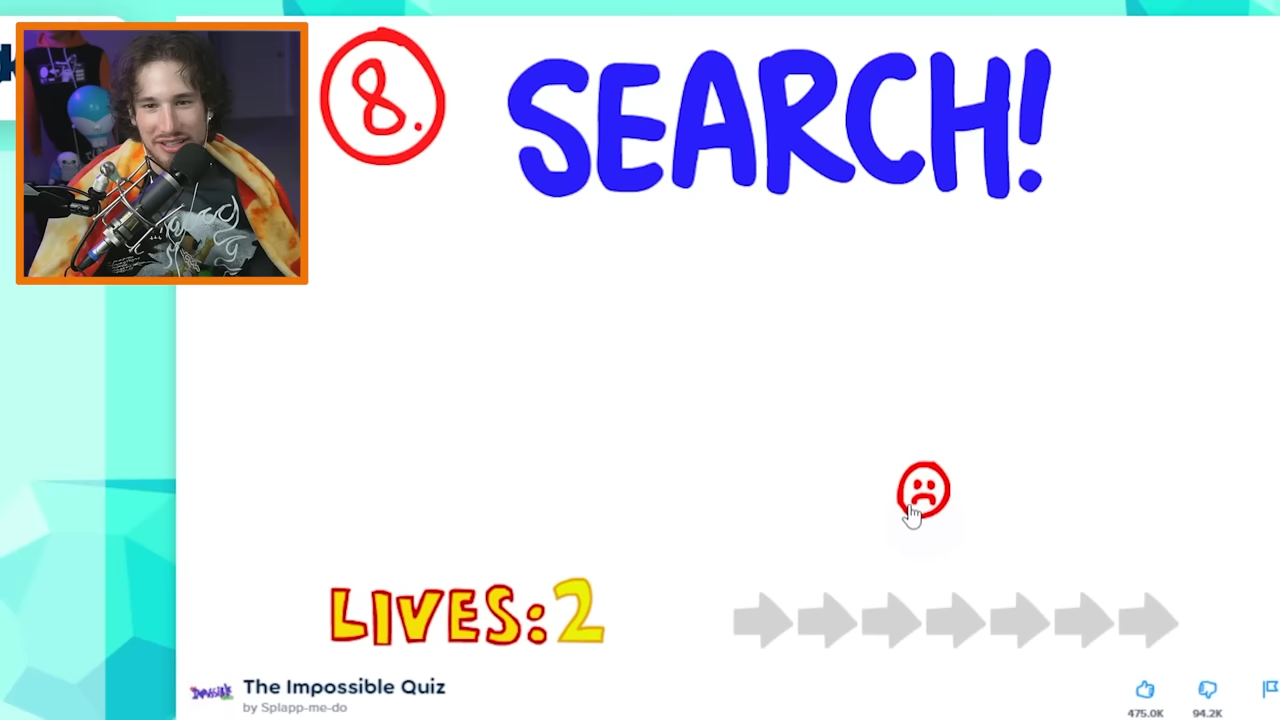 8.
SEARCH!
LIVES: 2
The Impossible Quiz
by Splapp-me-do
475.0K
94.2K